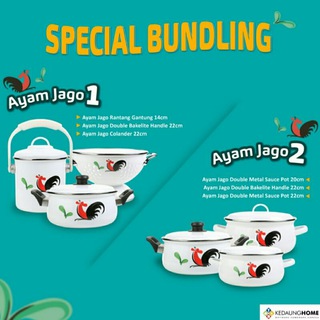 SPECIAL BUNDLING
Ayam Jago 1
Ayam Jago Rantang Gantung 14cm
Ayam Jago Double Bakelite Handle 22cm
Ayam Jago Colander 22cm
Ayam Jago 2
Ayam Jago Double Metal Sauce Pot 20cm
Ayam Jago Double Bakelite Handle 22cm
Ayam Jago Double Metal Sauce Pot 22cm
KEDAUNGHOME